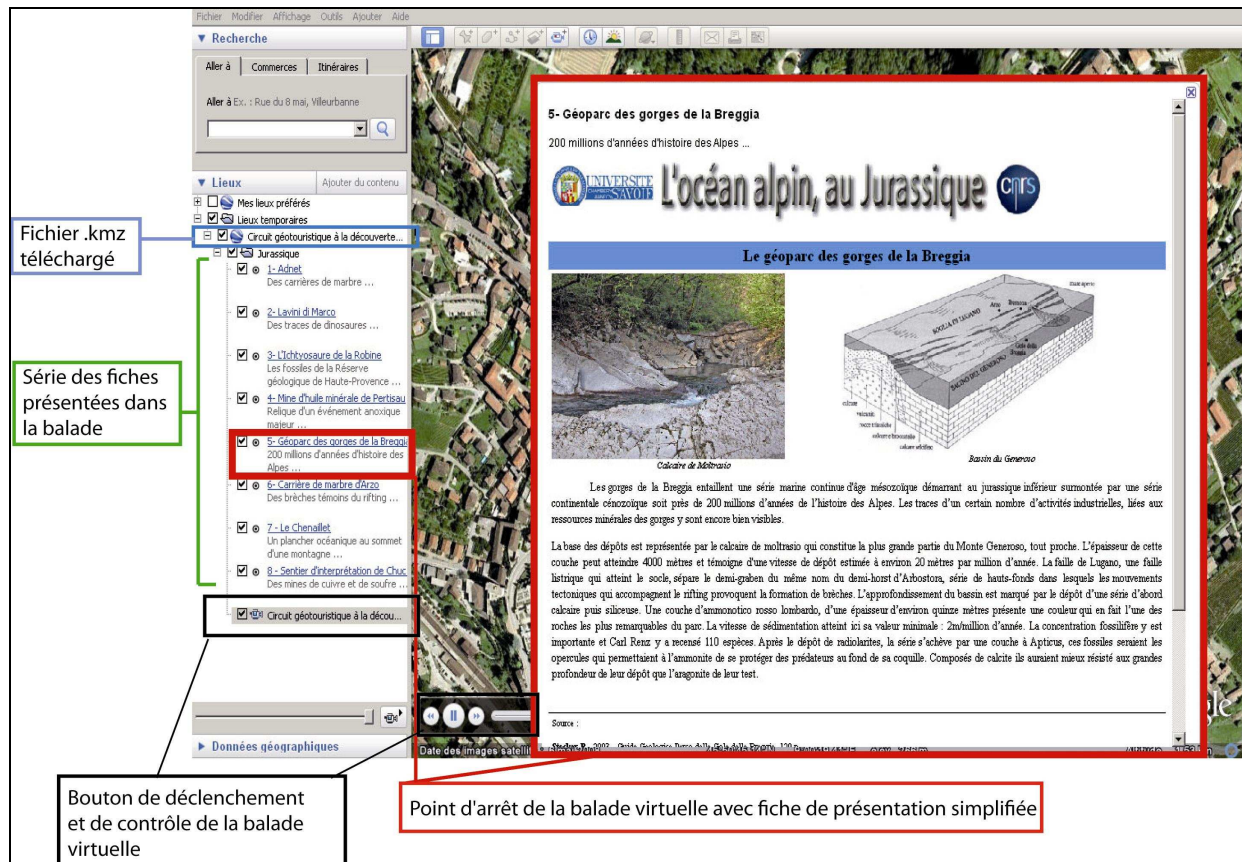 Fichier Modifier Affichage Outils Ajouter Aide
▼ Recherche
Aller à Commerces Itinéraires
Aller à Ex. : Rue du 8 mai, Villeurbanne
▼ Lieux Ajouter du contenu
Mes lieux préférés
Lieux temporaires
Circuit géotouristique à la découverte...
Jurassique
1- Adnet
Des carrières de marbre ...
2- Lavini di Marco
Des traces de dinosaures ...
3- L'Ichtyosaure de la Robine
Les fossiles de la Réserve
géologique de Haute-Provence ...
4- Mine d'huile minérale de Pertisau
Relique d'un événement anoxique
majeur ...
5- Géoparc des gorges de la Breggia
200 millions d'années d'histoire des
Alpes ...
6- Carrière de marbre d'Arzo
Des brèches témoins du rifting ...
7 - Le Chenaillet
Un plancher océanique au sommet
d'une montagne ...
8 - Sentier d'interprétation de Chuc
Des mines de cuivre et de soufre ...
Circuit géotouristique à la décou...
Données géographiques
Fichier .kmz
téléchargé
Série des fiches
présentées dans
la balade
Bouton de déclenchement
et de contrôle de la balade
virtuelle
Point d'arrêt de la balade virtuelle avec fiche de présentation simplifiée
5- Géoparc des gorges de la Breggia
200 millions d'années d'histoire des Alpes ...
UNIVERSITE
SAVOIE
L'océan alpin, au Jurassique
cnrs
Le géoparc des gorges de la Breggia
SOGLIA DI LUGANO
Arzo
BACINO DEL GENEROSO
Calcaire de Moltrasio
Bassin du Generoso
Les gorges de la Breggia entaillent une série marine continue d'âge mésozoïque démarrant au jurassique inférieur surmontée par une série
continentale cénozoïque soit près de 200 millions d'années de l'histoire des Alpes. Les traces d'un certain nombre d'activités industrielles, liées aux
ressources minérales des gorges y sont encore bien visibles.
La base des dépôts est représentée par le calcaire de moltrasio qui constitue la plus grande partie du Monte Generoso, tout proche. L'épaisseur de cette
couche peut atteindre 4000 mètres et témoigne d'une vitesse de dépôt estimée à environ 20 mètres par million d'année. La faille de Lugano, une faille
listrique qui atteint le socle, sépare le demi-graben du même nom du demi-horst d'Arbostora, série de hauts-fonds dans lesquels les mouvements
tectoniques qui accompagnent le rifting provoquent la formation de brèches. L'approfondissement du bassin est marqué par le dépôt d'une série d'abord
calcaire puis siliceuse. Une couche d'ammonotico rosso lombardo, d'une épaisseur d'environ quinze mètres présente une couleur qui en fait l'une des
roches les plus remarquables du parc. La vitesse de sédimentation atteint ici sa valeur minimale : 2m/million d'année. La concentration fossilifère y est
importante et Carl Renz y a recensé 110 espèces. Après le dépôt de radiolarites, la série s'achève par une couche à Apticus, ces fossiles seraient les
opercules qui permettaient à l'ammonite de se protéger des prédateurs au fond de sa coquille. Composés de calcite ils auraient mieux résisté aux grandes
profondeur de leur dépôt que l'aragonite de leur test.
Source :
Date des images satellit